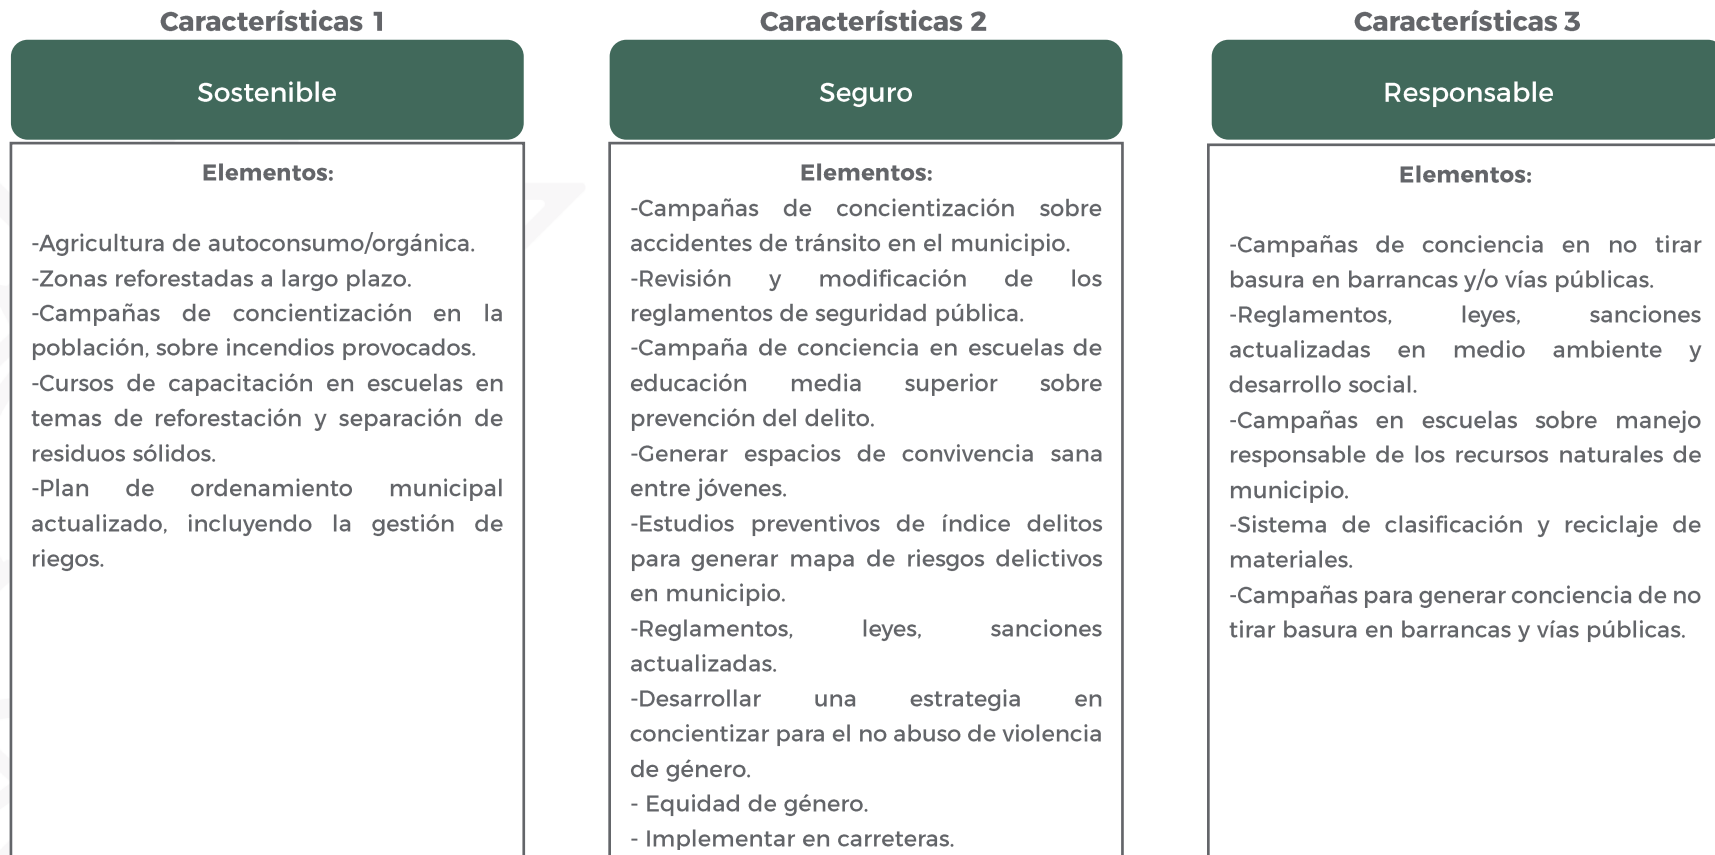 Características 1
Sostenible
Elementos:
-Agricultura de autoconsumo/orgánica.
-Zonas reforestadas a largo plazo.
-Campañas de concientización en la
población, sobre incendios provocados.
-Cursos de capacitación en escuelas en
temas de reforestación y separación de
residuos sólidos.
-Plan de ordenamiento municipal
actualizado, incluyendo la gestión de
riegos.
Características 2
Seguro
Elementos:
-Campañas de concientización sobre
accidentes de tránsito en el municipio.
-Revisión y modificación de los
reglamentos de seguridad pública.
-Campaña de conciencia en escuelas de
educación media superior sobre
prevención del delito.
-Generar espacios de convivencia sana
entre jóvenes.
-Estudios preventivos de índice delitos
para generar mapa de riesgos delictivos
en municipio.
-Reglamentos, leyes, sanciones
actualizadas.
-Desarrollar una estrategia en
concientizar para el no abuso de violencia
de género.
- Equidad de género.
- Implementar en carreteras.
Características 3
Responsable
Elementos:
-Campañas de conciencia en no tirar
basura en barrancas y/o vías públicas.
-Reglamentos, leyes, sanciones
actualizadas en medio ambiente y
desarrollo social.
-Campañas en escuelas sobre manejo
responsable de los recursos naturales de
municipio.
-Sistema de clasificación y reciclaje de
materiales.
-Campañas para generar conciencia de no
tirar basura en barrancas y vías públicas.